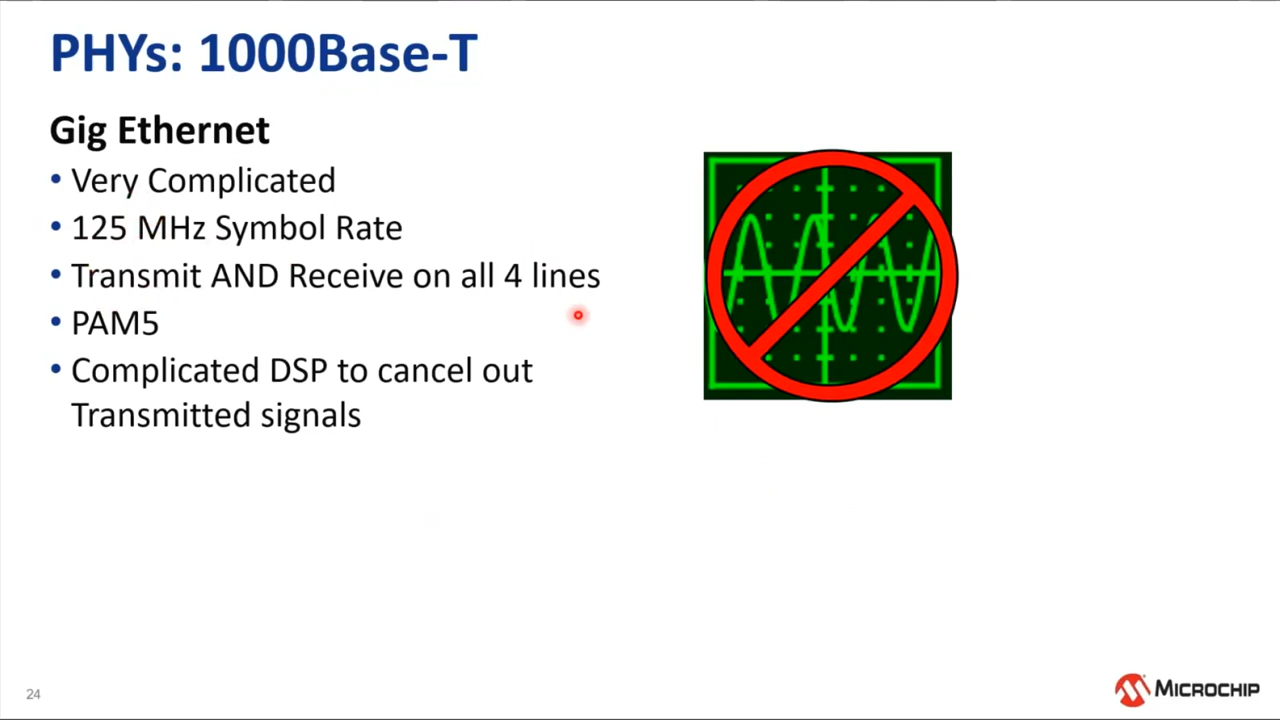 PHYs: 1000Base-T
Gig Ethernet
• Very Complicated
• 125 MHz Symbol Rate
• Transmit AND Receive on all 4 lines
• PAM5
• Complicated DSP to cancel out
Transmitted signals
24
MICROCHIP